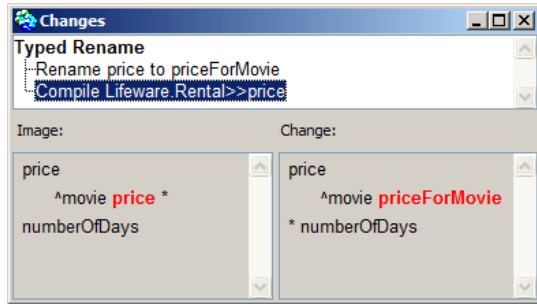 Changes
Typed Rename
Rename price to priceForMovie
Compile Lifeware.Rental>>price
Image:
Change:
price
^movie price *
numberOfDays
price
^movie priceForMovie
* numberOfDays